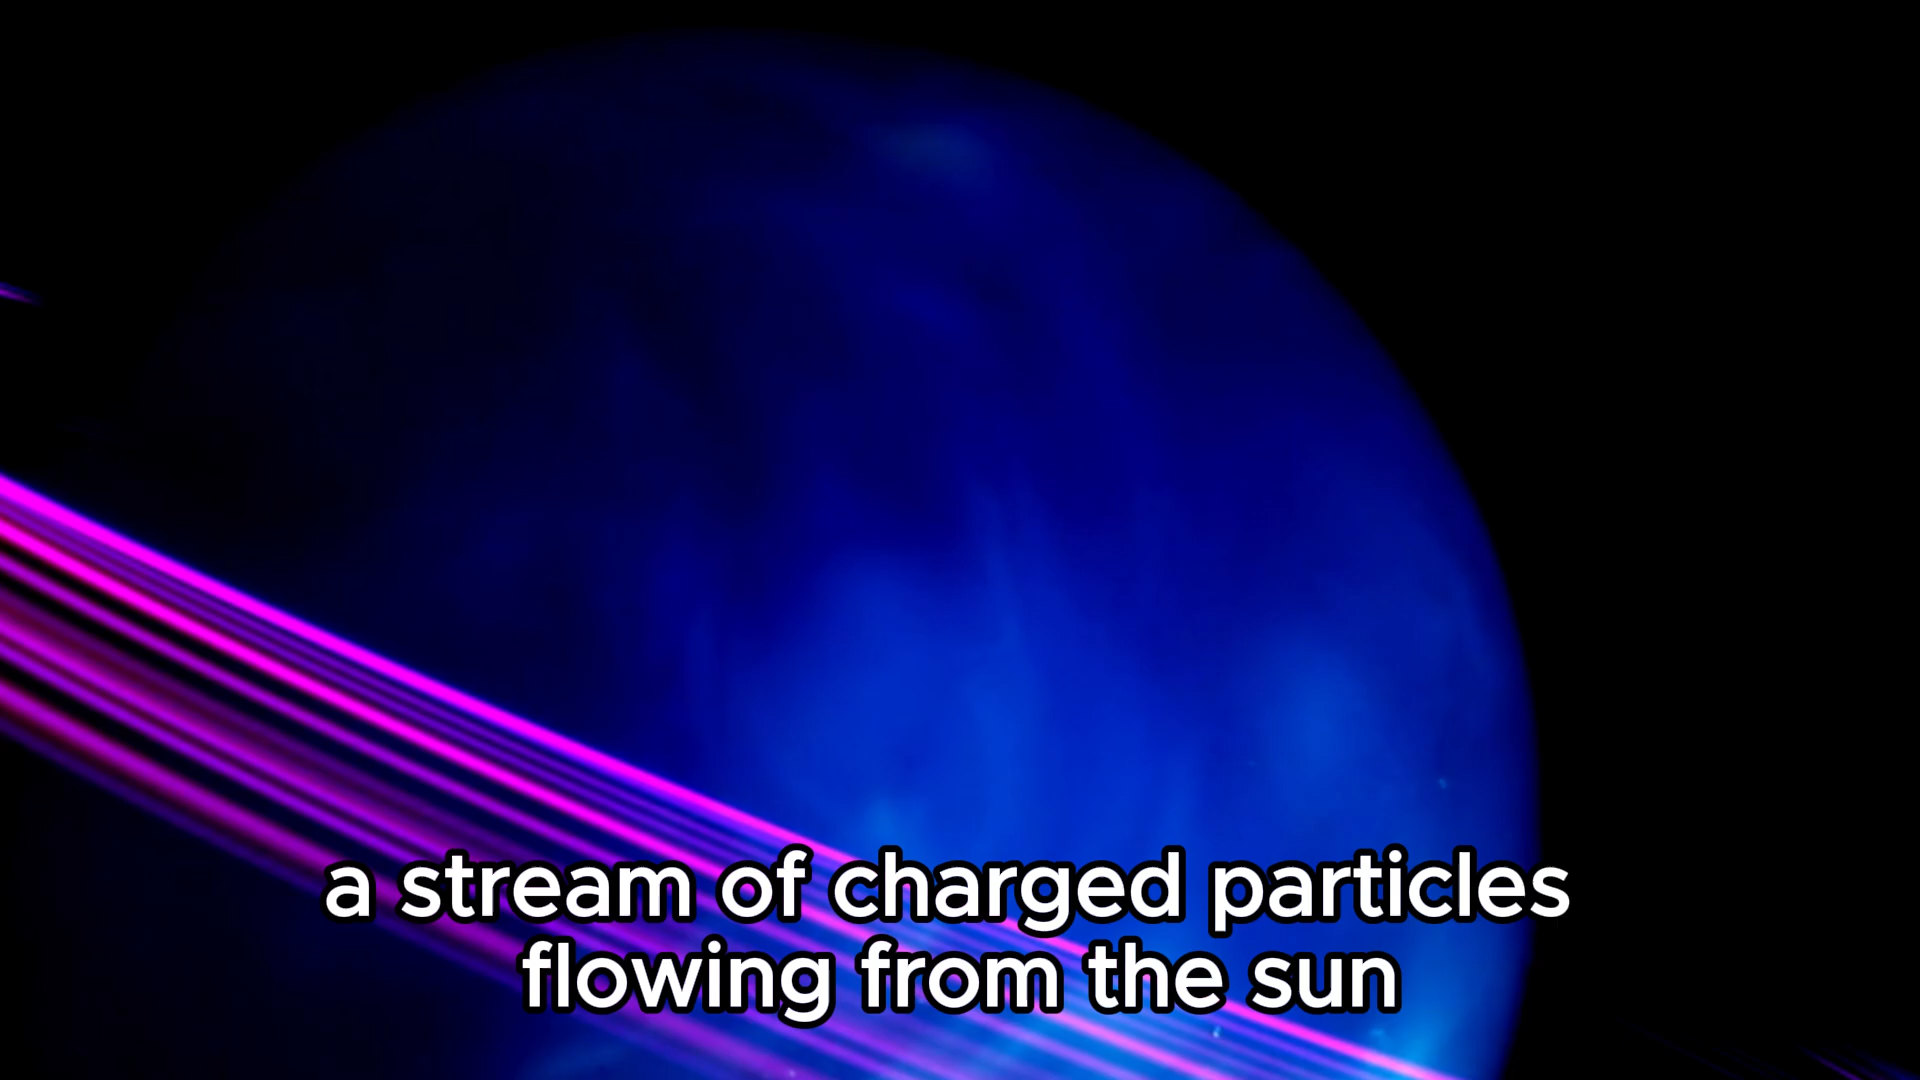 a stream of charged particles
flowing from the sun